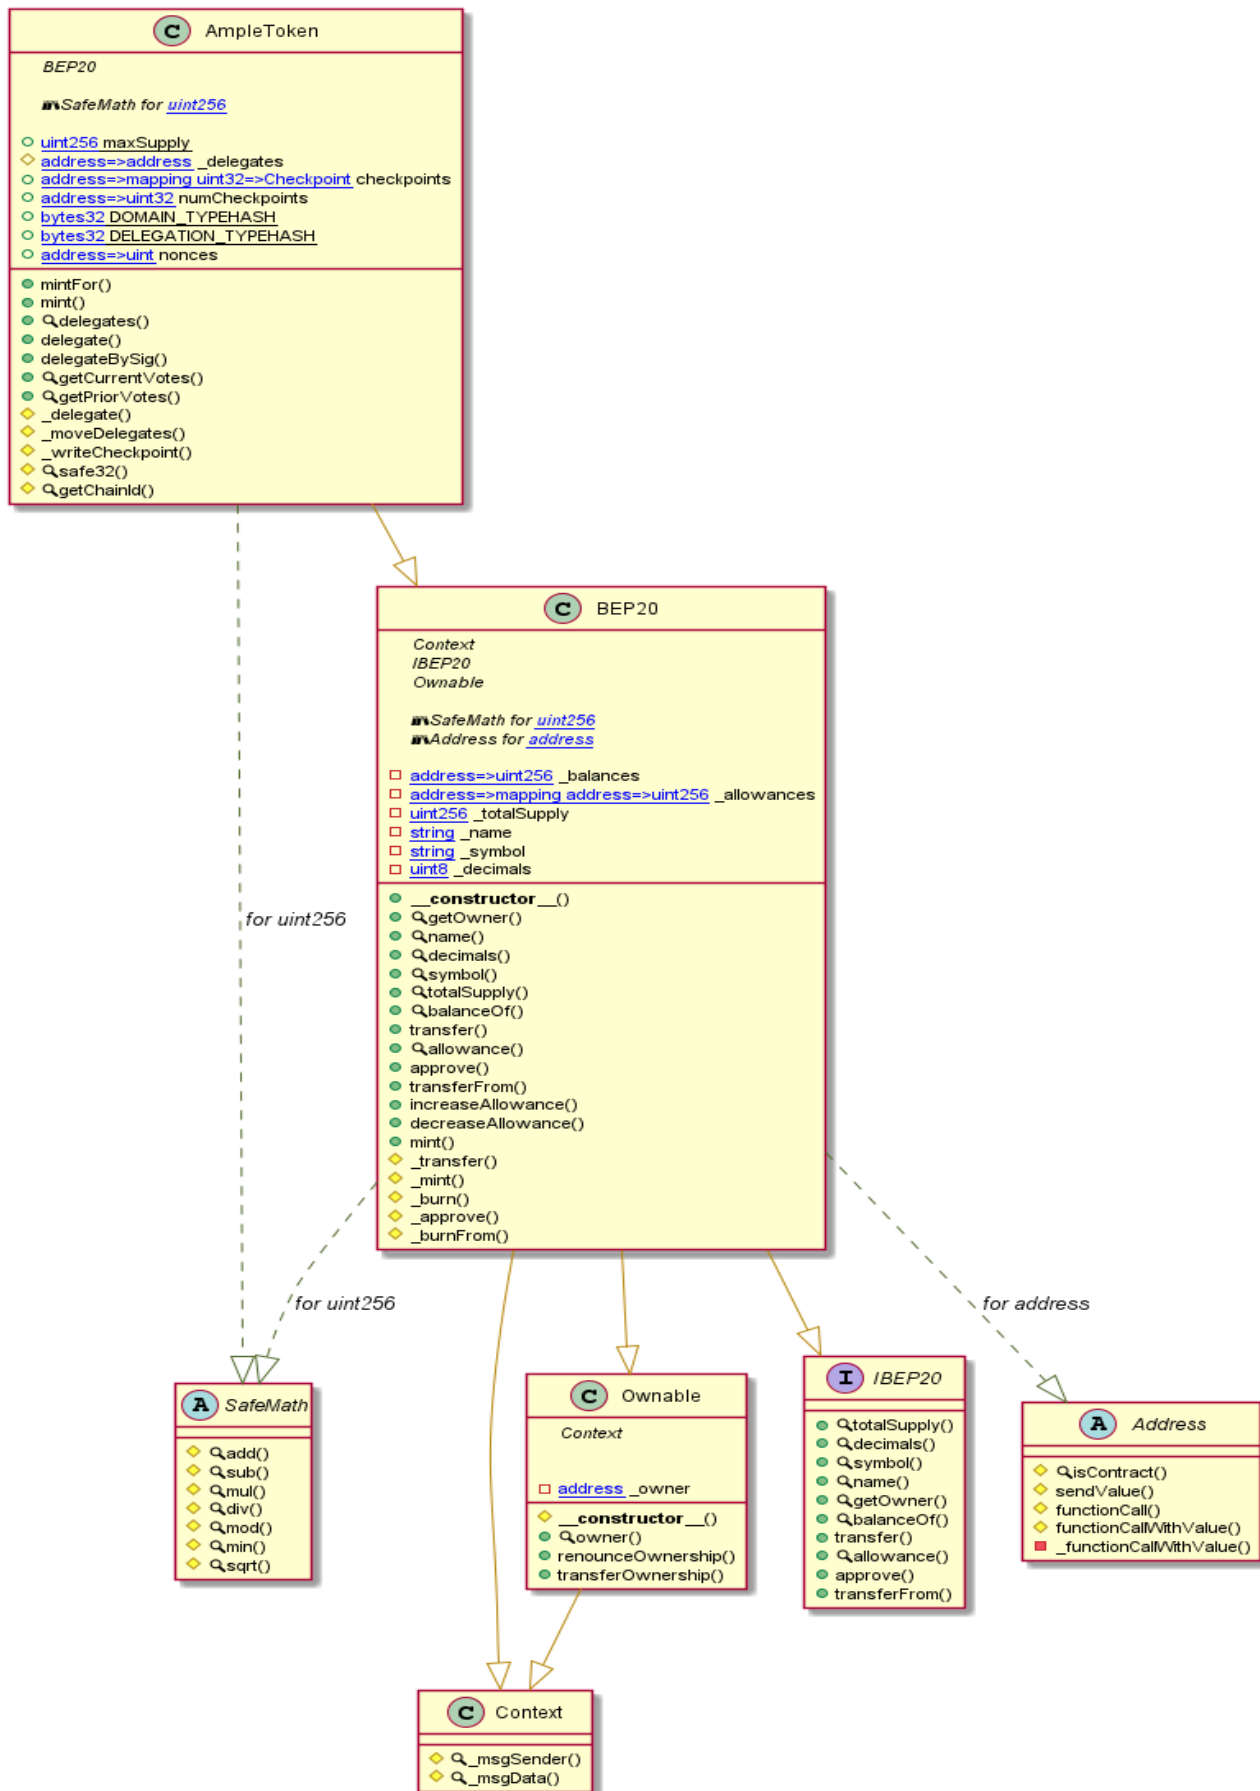 C AmpleToken
BEP20
SafeMath for uint256
uint256 maxSupply
address=>address _delegates
address=>mapping uint32=>Checkpoint checkpoints
address=>uint32 numCheckpoints
bytes32 DOMAIN_TYPEHASH
bytes32 DELEGATION_TYPEHASH
address=>uint nonces
mintFor()
mint()
delegates()
delegate()
delegateBySig()
getCurrentVotes()
getPriorVotes()
_delegate()
_moveDelegates()
_writeCheckpoint()
safe32()
getChainId()
C BEP20
Context
IBEP20
Ownable
SafeMath for uint256
Address for address
address=>uint256 _balances
address=>mapping address=>uint256 _allowances
uint256 _totalSupply
string _name
string _symbol
uint8 _decimals
__constructor__()
getOwner()
name()
decimals()
symbol()
totalSupply()
balanceOf()
transfer()
allowance()
approve()
transferFrom()
increaseAllowance()
decreaseAllowance()
mint()
_transfer()
_mint()
_burn()
_approve()
_burnFrom()
for uint256
for uint256
for address
A SafeMath
add()
sub()
mul()
div()
mod()
min()
sqrt()
C Ownable
Context
address _owner
__constructor__()
owner()
renounceOwnership()
transferOwnership()
I IBEP20
totalSupply()
decimals()
symbol()
name()
getOwner()
balanceOf()
transfer()
allowance()
approve()
transferFrom()
A Address
isContract()
sendValue()
functionCall()
functionCallWithValue()
_functionCallWithValue()
C Context
_msgSender()
_msgData()